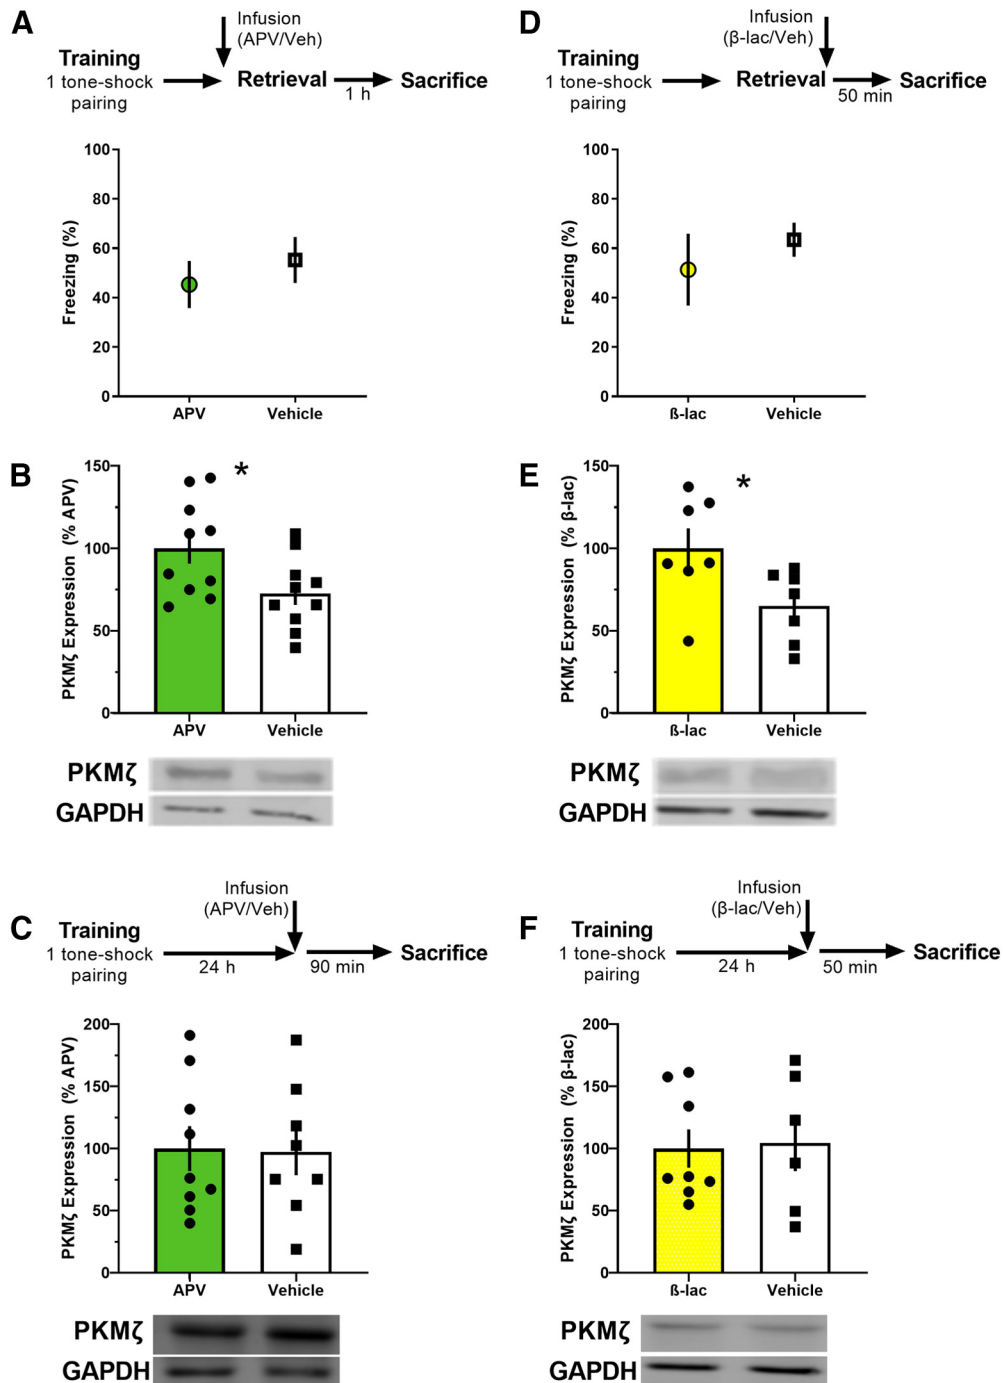 A
Infusion
(APV/Veh)
Training
1 tone-shock
pairing
Retrieval
1 h
Sacrifice
100
80
60
40
20
0
Freezing (%)
APV
Vehicle
B
150
100
50
0
PKMζ Expression (% APV)
*
APV
Vehicle
PKMζ
GAPDH
C
Infusion
(APV/Veh)
Training
1 tone-shock
pairing
24 h
90 min
Sacrifice
200
150
100
50
0
PKMζ Expression (% APV)
APV
Vehicle
PKMζ
GAPDH
D
Infusion
(β-lac/Veh)
Training
1 tone-shock
pairing
Retrieval
50 min
Sacrifice
100
80
60
40
20
0
Freezing (%)
ß-lac
Vehicle
E
150
100
50
0
PKMζ Expression (% β-lac)
*
ß-lac
Vehicle
PKMζ
GAPDH
F
Infusion
(β-lac/Veh)
Training
1 tone-shock
pairing
24 h
50 min
Sacrifice
200
150
100
50
0
PKMζ Expression (% β-lac)
ß-lac
Vehicle
PKMζ
GAPDH